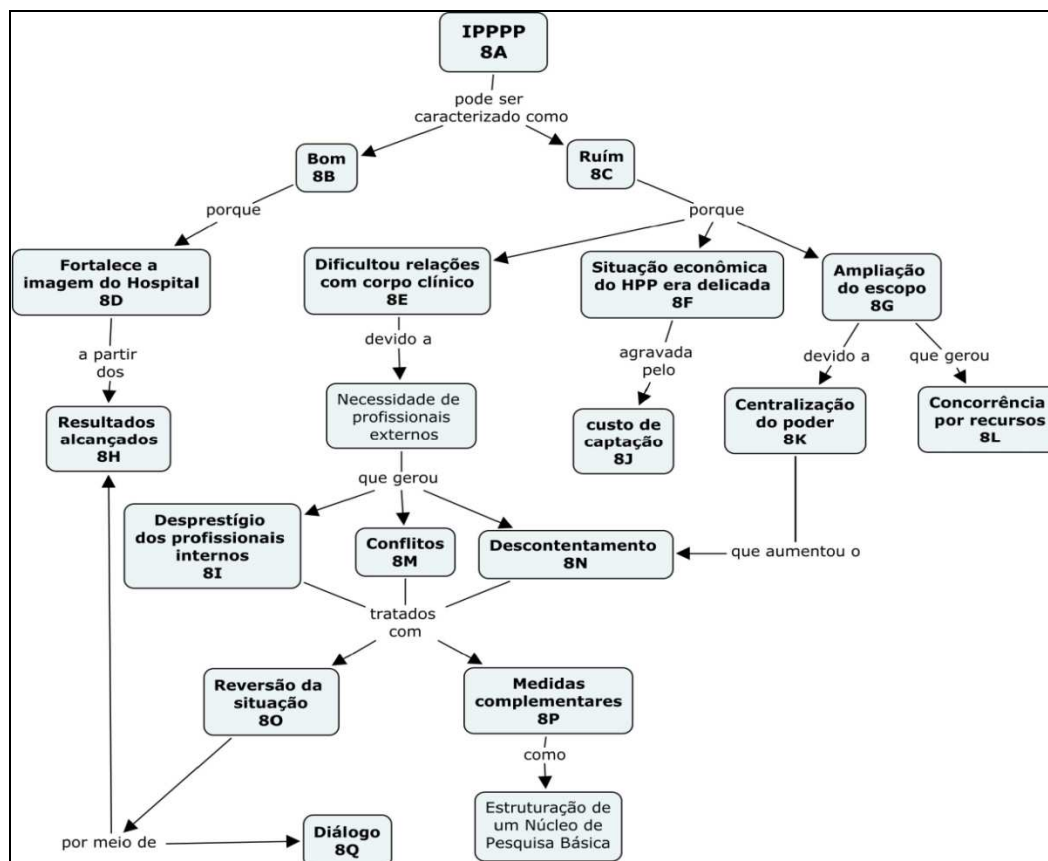 IPPPP
8A
pode ser
caracterizado como
Bom
8B
Ruím
8C
porque
porque
Fortalece a
imagem do Hospital
8D
Dificultou relações
com corpo clínico
8E
Situação econômica
do HPP era delicada
8F
Ampliação
do escopo
8G
a partir
dos
devido a
agravada
pelo
devido a
que gerou
Resultados
alcançados
8H
Necessidade de
profissionais
externos
custo de
captação
8J
Centralização
do poder
8K
Concorrência
por recursos
8L
que gerou
Desprestígio
dos profissionais
internos
8I
Conflitos
8M
Descontentamento
8N
que aumentou o
tratados
com
Reversão da
situação
8O
Medidas
complementares
8P
como
Estruturação de
um Núcleo de
Pesquisa Básica
por meio de
Diálogo
8Q